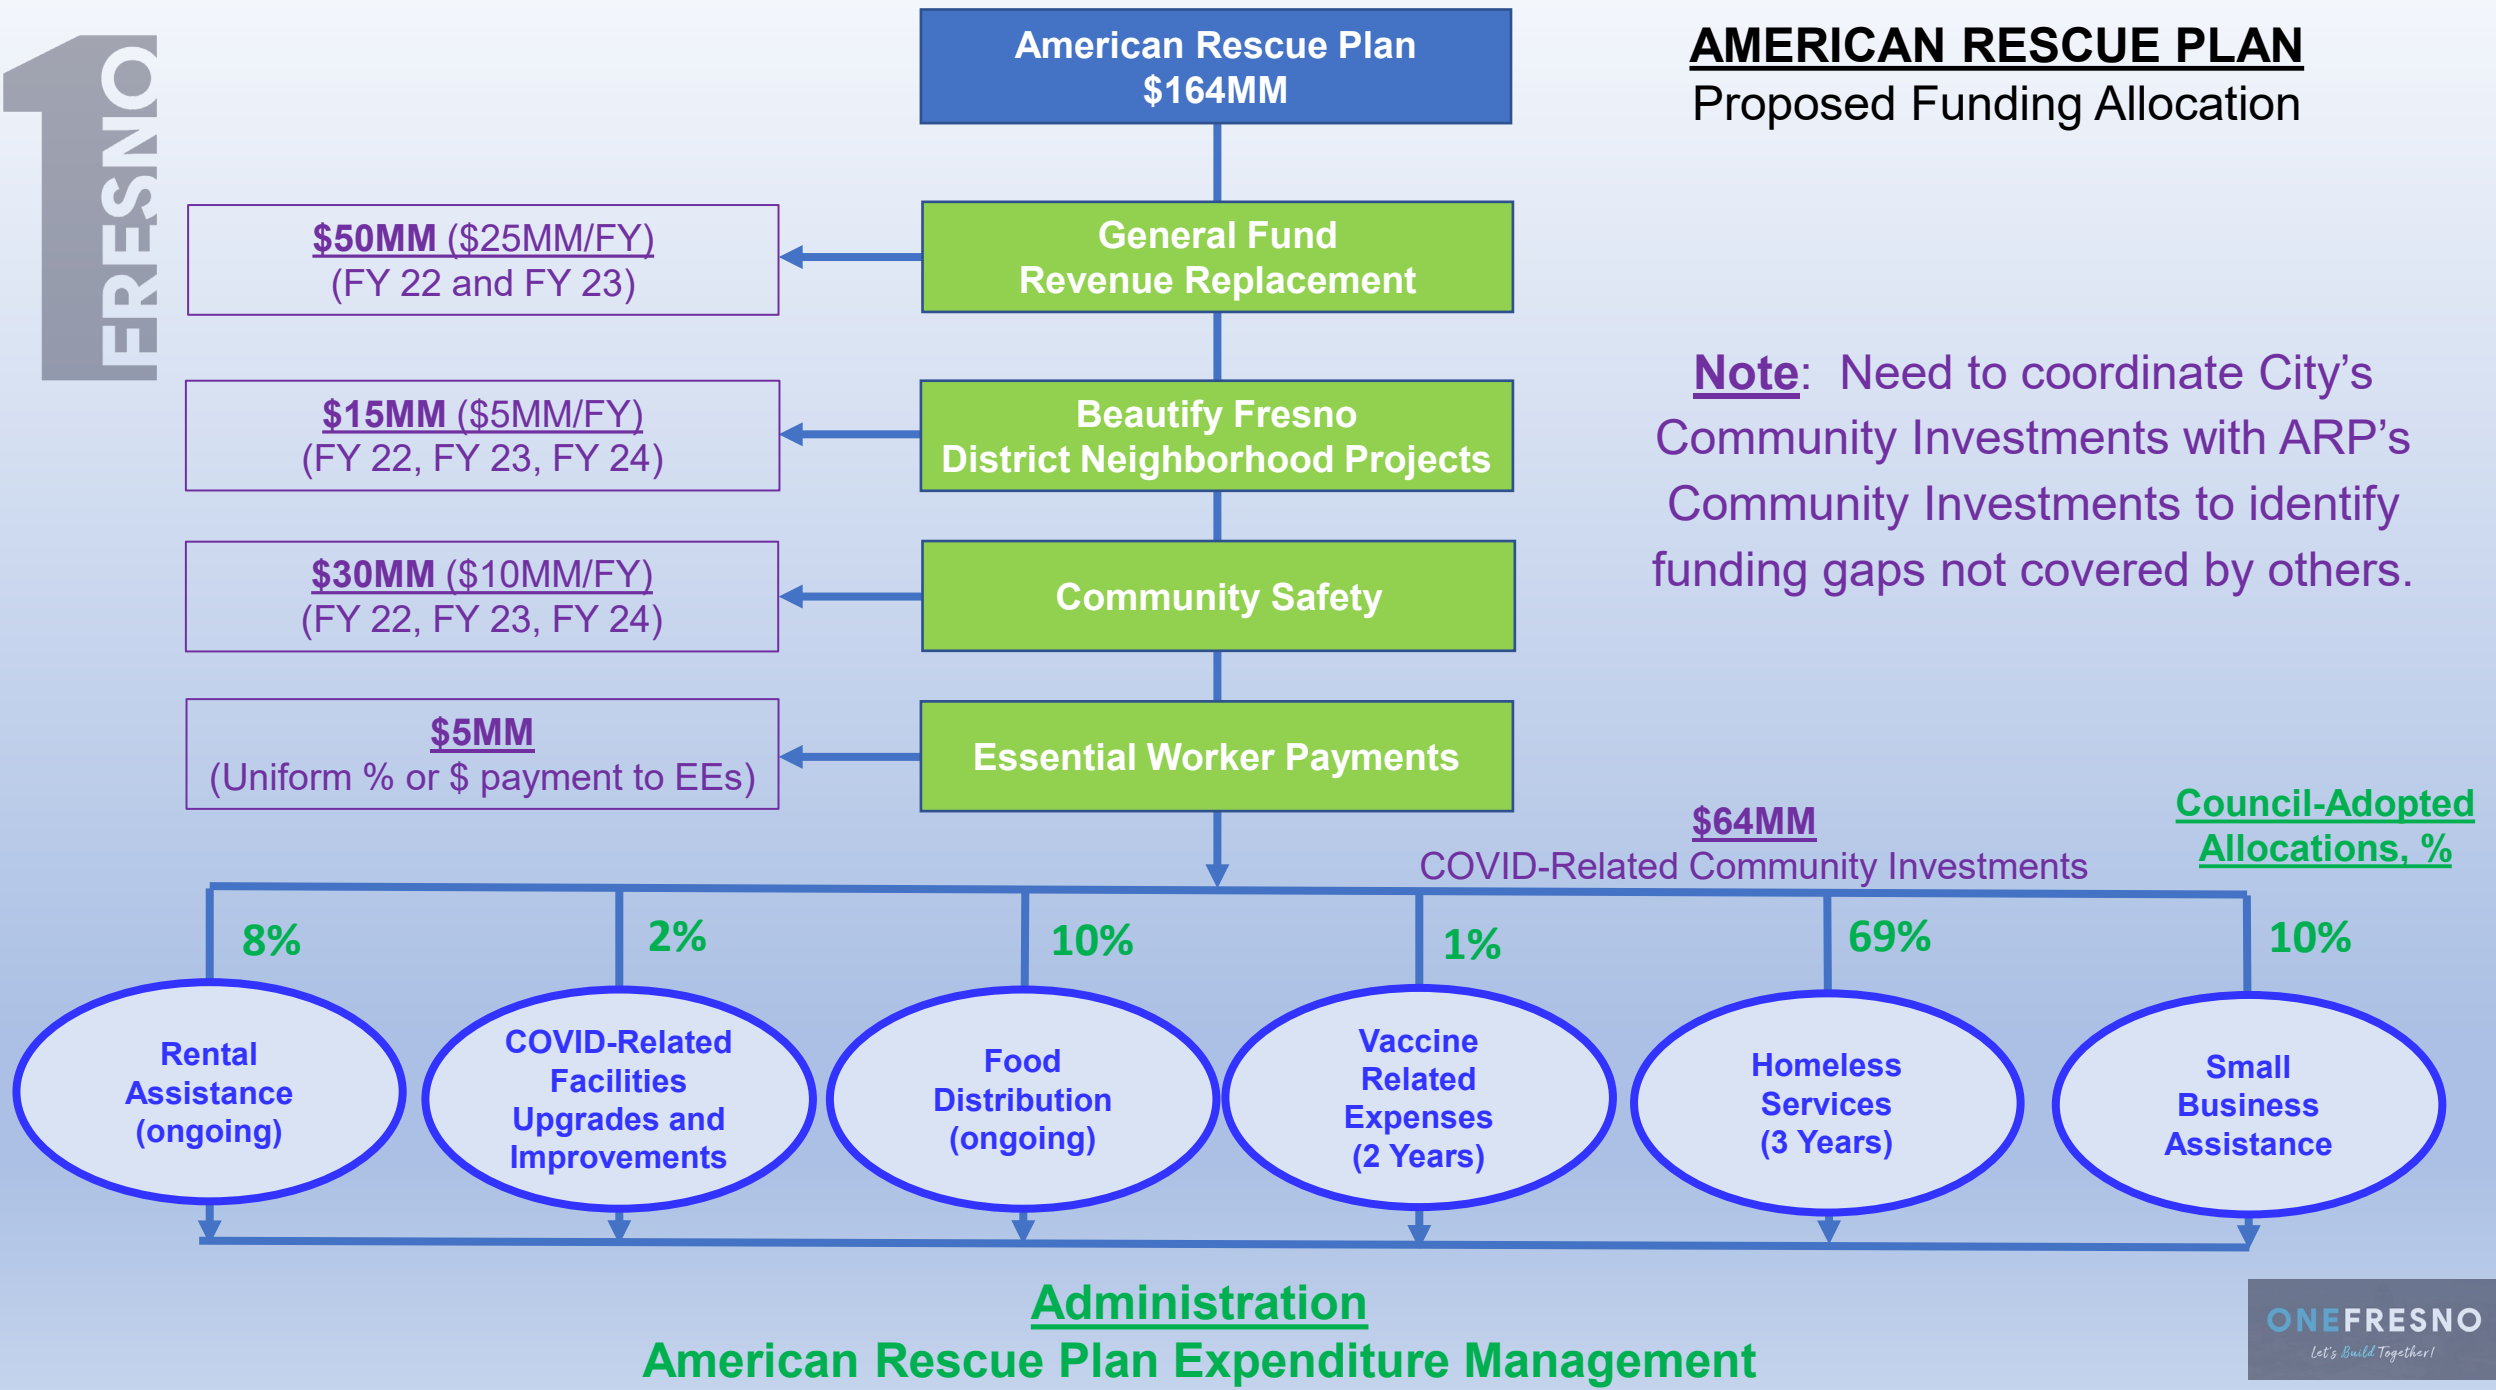 1
FRESNO
American Rescue Plan
$164MM
AMERICAN RESCUE PLAN
Proposed Funding Allocation
General Fund
Revenue Replacement
$50MM ($25MM/FY)
(FY 22 and FY 23)
Beautify Fresno
District Neighborhood Projects
$15MM ($5MM/FY)
(FY 22, FY 23, FY 24)
Community Safety
$30MM ($10MM/FY)
(FY 22, FY 23, FY 24)
Essential Worker Payments
$5MM
(Uniform % or $ payment to EEs)
Note:  Need to coordinate City’s
Community Investments with ARP’s
Community Investments to identify
funding gaps not covered by others.
$64MM
COVID-Related Community Investments
Council-Adopted
Allocations, %
8%
2%
10%
1%
69%
10%
Rental
Assistance
(ongoing)
COVID-Related
Facilities
Upgrades and
Improvements
Food
Distribution
(ongoing)
Vaccine
Related
Expenses
(2 Years)
Homeless
Services
(3 Years)
Small
Business
Assistance
Administration
American Rescue Plan Expenditure Management
ONEFRESNO
Let's Build Together!